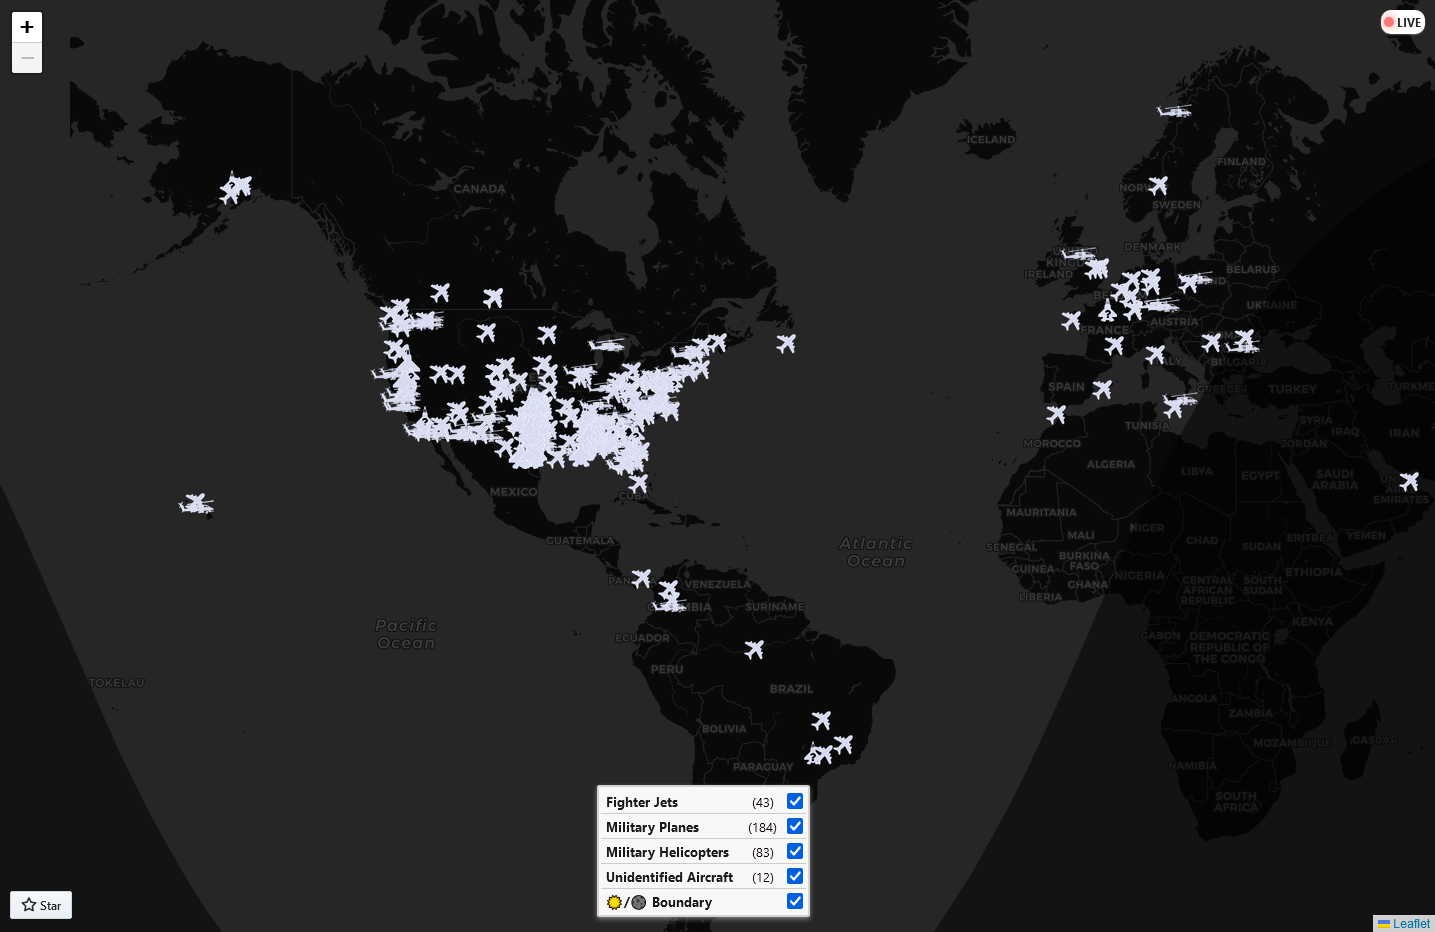 +
LIVE
−
ICELAND
FINLAND
CANADA
SWEDEN
DENMARK
IRELAND
BELARUS
UKRAINE
AUSTRIA
FRANCE
SPAIN
GREECE
TURKEY
TUNISIA
SYRIA
IRAQ
IRAN
MOROCCO
JORDAN
ALGERIA
LIBYA
EGYPT
SAUDI
ARABIA
EMIRATES
MEXICO
CUBA
MAURITANIA
MALI
NIGER
CHAD
SUDAN
ERITREA
YEMEN
GUATEMALA
Atlantic
Ocean
SENEGAL
BURKINA
FASO
GUINEA
GHANA
NIGERIA
CENTRAL
AFRICAN
REPUBLIC
SOUTH
SUDAN
ETHIOPIA
LIBERIA
VENEZUELA
SURINAME
Pacific
Ocean
ECUADOR
GABON
DEMOCRATIC
REPUBLIC OF
THE CONGO
KENYA
PERU
TOKELAU
BRAZIL
ANGOLA
ZAMBIA
BOLIVIA
MOZAMBIQUE
PARAGUAY
NAMIBIA
SOUTH
AFRICA
Fighter Jets (43)
Military Planes (184)
Military Helicopters (83)
Unidentified Aircraft (12)
/ Boundary
Star
Leaflet